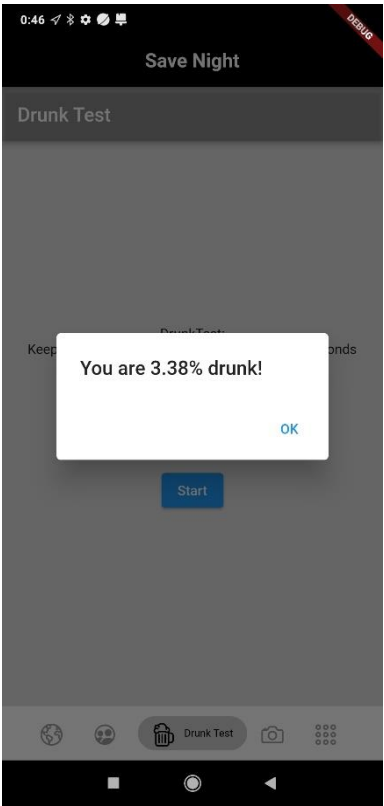 0:46
DEBUG
Save Night
Drunk Test
DrunkTest:
Keep
onds
You are 3.38% drunk!
OK
Start
Drunk Test